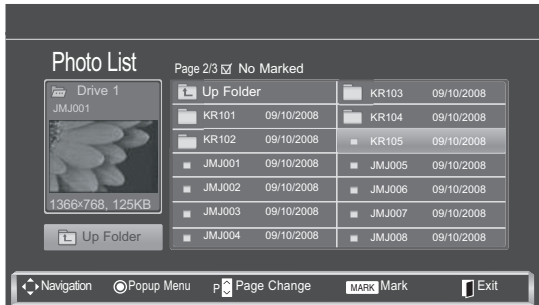 Photo List
Page 2/3 No Marked
Drive 1
JMJ001
1366×768, 125KB
Up Folder
Up Folder
KR101 09/10/2008
KR102 09/10/2008
JMJ001 09/10/2008
JMJ002 09/10/2008
JMJ003 09/10/2008
JMJ004 09/10/2008
KR103 09/10/2008
KR104 09/10/2008
KR105 09/10/2008
JMJ005 09/10/2008
JMJ006 09/10/2008
JMJ007 09/10/2008
JMJ008 09/10/2008
Navigation Popup Menu P Page Change MARK Mark Exit